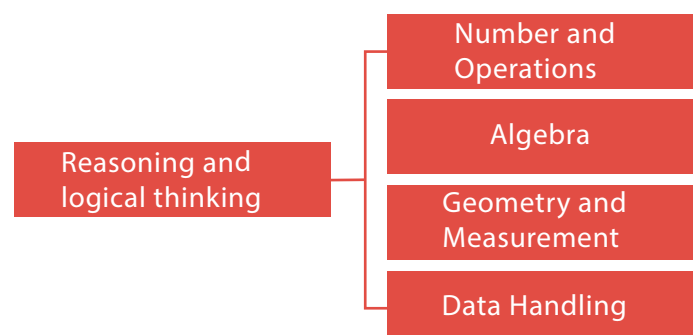 Reasoning and
logical thinking
Number and
Operations
Algebra
Geometry and
Measurement
Data Handling